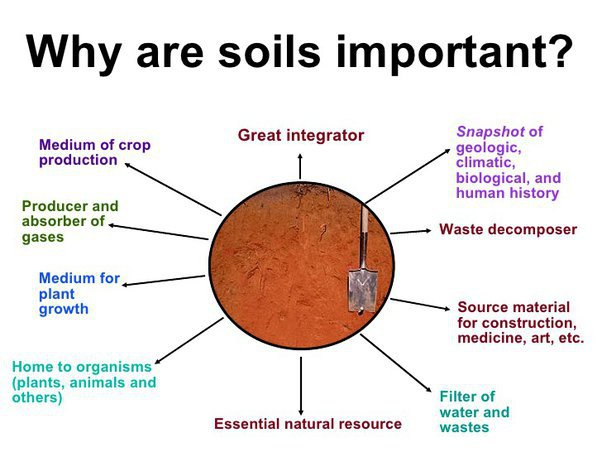 Why are soils important?
Great integrator
Snapshot of
geologic,
climatic,
biological, and
human history
Medium of crop
production
Producer and
absorber of
gases
Waste decomposer
Medium for
plant
growth
Source material
for construction,
medicine, art, etc.
Home to organisms
(plants, animals and
others)
Filter of
water and
wastes
Essential natural resource